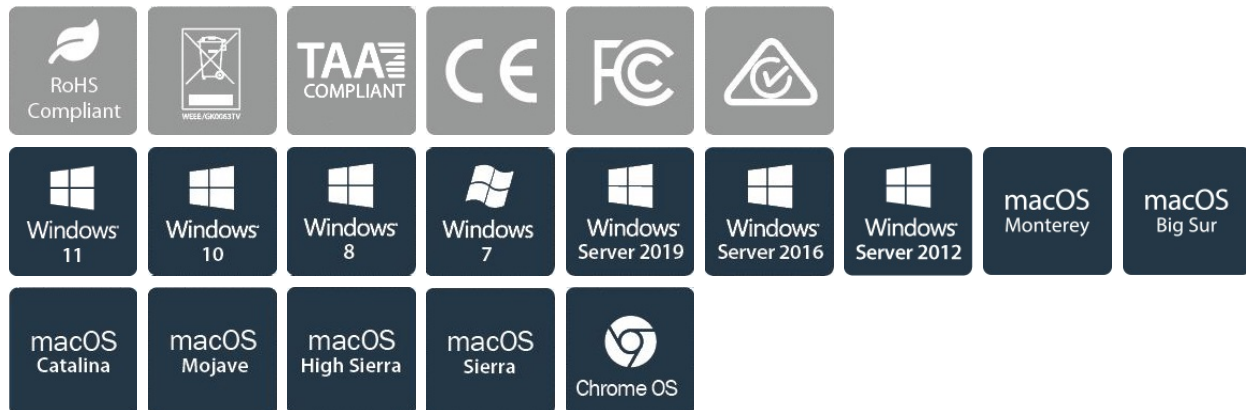 RoHS
Compliant
WEEE/GK0083TV
TAA
COMPLIANT
CE
FC
Windows
11
Windows
10
Windows
8
Windows
7
Windows
Server 2019
Windows
Server 2016
Windows
Server 2012
macOS
Monterey
macOS
Big Sur
macOS
Catalina
macOS
Mojave
macOS
High Sierra
macOS
Sierra
Chrome OS